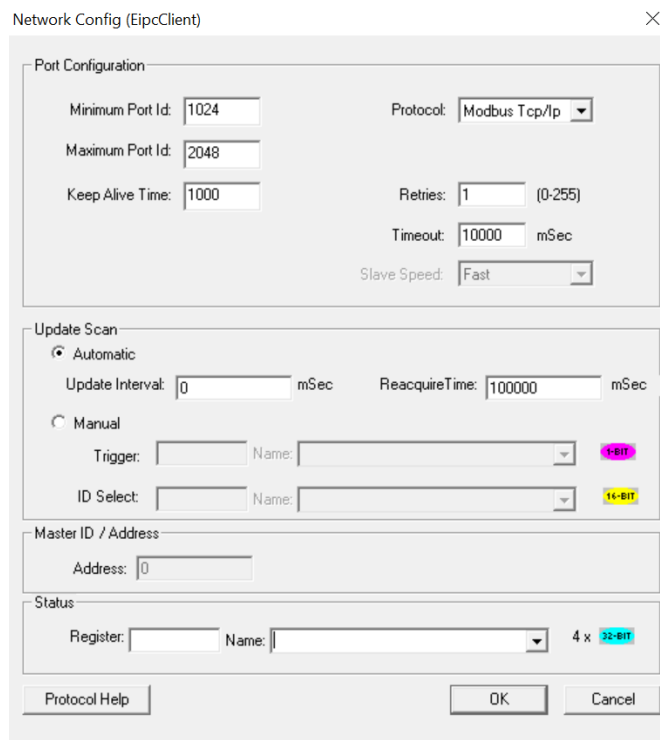 Network Config (EipcClient)
Port Configuration
Minimum Port Id: 1024 Protocol: Modbus Tcp/Ip
Maximum Port Id: 2048
Keep Alive Time: 1000 Retries: 1 (0-255)
Timeout: 10000 mSec
Slave Speed: Fast
Update Scan
Automatic
Update Interval: 0 mSec ReacquireTime: 100000 mSec
Manual
Trigger: Name: 1-BIT
ID Select: Name: 16-BIT
Master ID / Address
Address: 0
Status
Register: Name: 4 x 32-BIT
Protocol Help OK Cancel